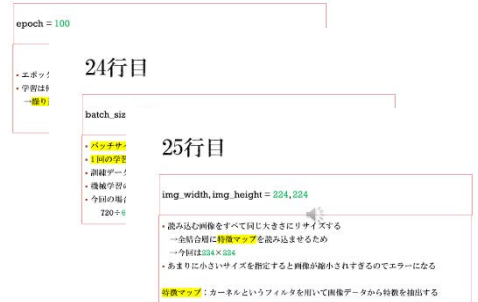 epoch = 100
・エポッ
・学習は
→繰り
24行目
batch_siz
・バッチサイ
・1回の学習
・訓練デー
・機械学習の
・今回の場合
720÷6
25行目
img_width,img_height = 224,224
・読み込む画像をすべて同じ大きさにリサイズする
→全結合層に特徴マップを読み込ませるため
→今回は224×224
・あまりに小さいサイズを指定すると画像が縮小されすぎるのでエラーになる
特徴マップ：カーネルというフィルタを用いて画像データから特徴を抽出する